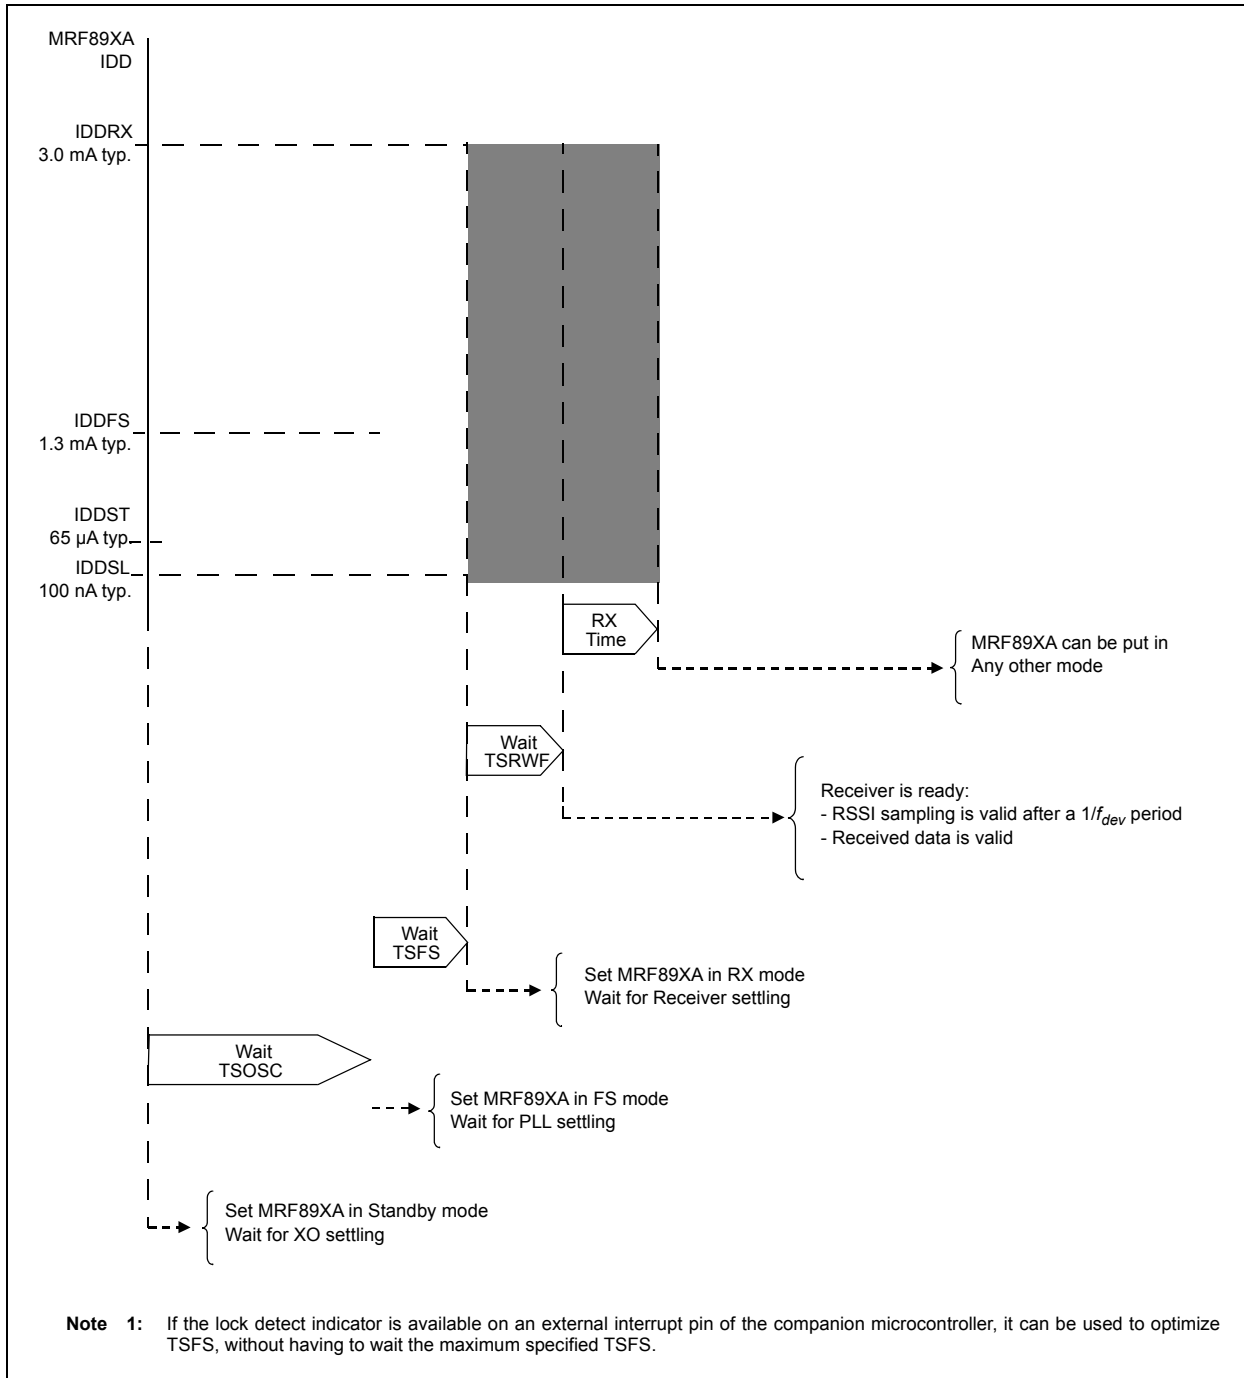 MRF89XA
IDD
IDDRX
3.0 mA typ.
IDDFS
1.3 mA typ.
IDDST
65 µA typ.
IDDSL
100 nA typ.
RX
Time
MRF89XA can be put in
Any other mode
Wait
TSRWF
Receiver is ready:
- RSSI sampling is valid after a 1/fdev period
- Received data is valid
Wait
TSFS
Set MRF89XA in RX mode
Wait for Receiver settling
Wait
TSOSC
Set MRF89XA in FS mode
Wait for PLL settling
Set MRF89XA in Standby mode
Wait for XO settling
Note 1: If the lock detect indicator is available on an external interrupt pin of the companion microcontroller, it can be used to optimize
TSFS, without having to wait the maximum specified TSFS.